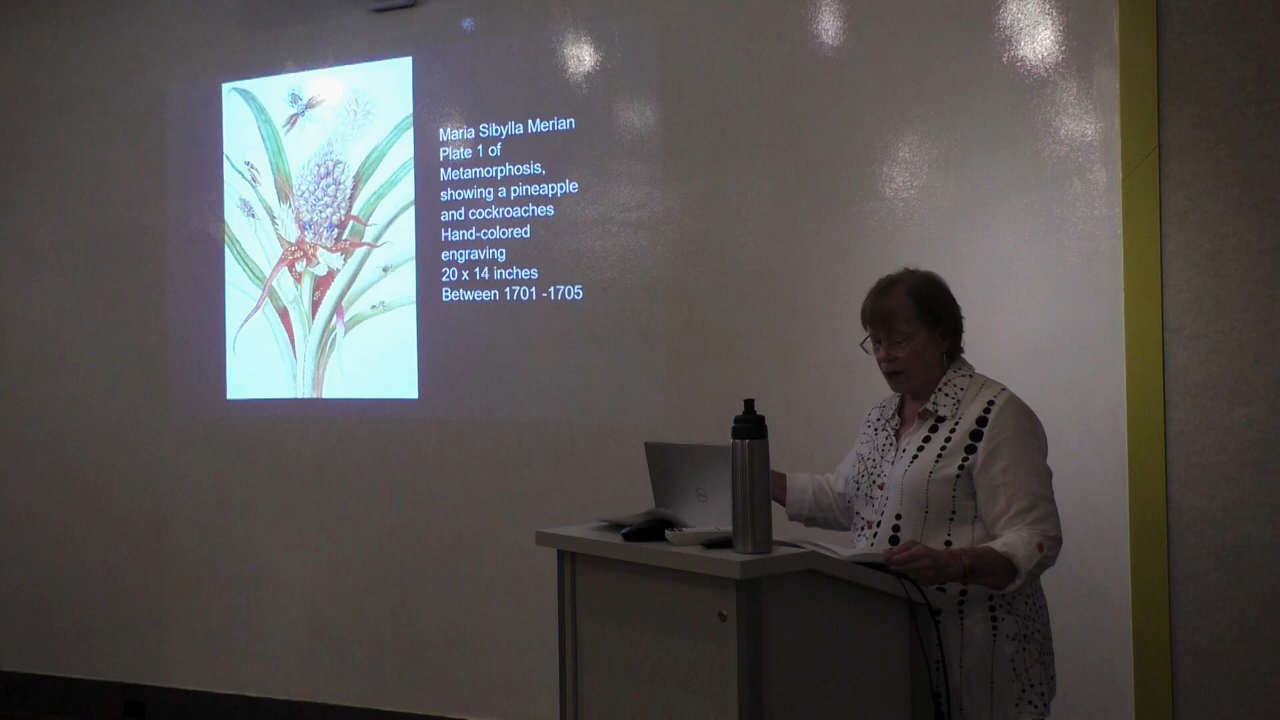 Maria Sibylla Merian
Plate 1 of
Metamorphosis,
showing a pineapple
and cockroaches
Hand-colored
engraving
20 x 14 inches
Between 1701 -1705